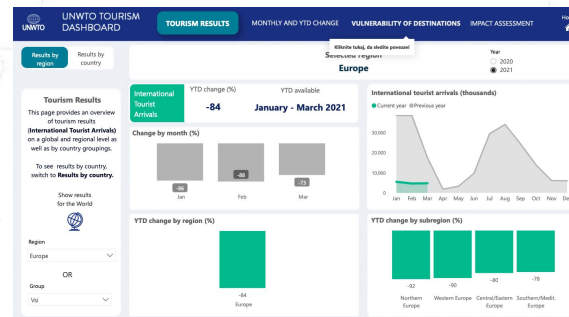 UNWTO
UNWTO TOURISM
DASHBOARD
TOURISM RESULTS
MONTHLY AND YTD CHANGE
VULNERABILITY OF DESTINATIONS
IMPACT ASSESSMENT
Kliknite tukaj, da sledite povezavi
Results by
region
Results by
country
Selected region
Europe
Year
2020
2021
Tourism Results
This page provides an overview
of tourism results
(International Tourist Arrivals)
on a global and regional level as
well as by country groupings.
To see results by country,
switch to Results by country.
Show results
for the World
Region
Europe
OR
Group
Vsi
International
Tourist
Arrivals
YTD change (%)
-84
YTD available
January - March 2021
Change by month (%)
-86
-88
-73
Jan
Feb
Mar
International tourist arrivals (thousands)
Current year
Previous year
30.000
20.000
10.000
0
Jan Feb Mar Apr May Jun Jul Aug Sep Oct Nov
YTD change by region (%)
-84
Europe
YTD change by subregion (%)
-92
-90
-80
-78
Northern
Europe
Western Europe
Central/Eastern
Europe
Southern/Medit.
Europe